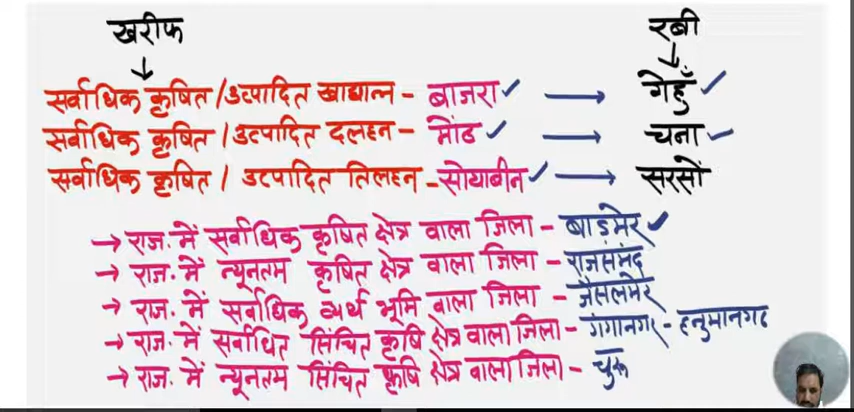 खरीफ रबी
सर्वाधिक कृषित / उत्पादित खाद्यान्न - बाजरा → गेहुँ
सर्वाधिक कृषित / उत्पादित दलहन - मोठ → चना
सर्वाधिक कृषित / उत्पादित तिलहन - सोयाबीन → सरसों
→ राज. में सर्वाधिक कृषित क्षेत्र वाला जिला - बाड़मेर
→ राज. में न्यूनतम कृषित क्षेत्र वाला जिला - राजसंमंद
→ राज. में सर्वाधिक व्यर्थ भूमि वाला जिला - जैसलमेर
→ राज. में सर्वाधित सिंचित कृषि क्षेत्र वाला जिला - गंगानगर - हनुमानगढ
→ राज. में न्यूनतम सिंचित कृषि क्षेत्र वाला जिला - चुरू